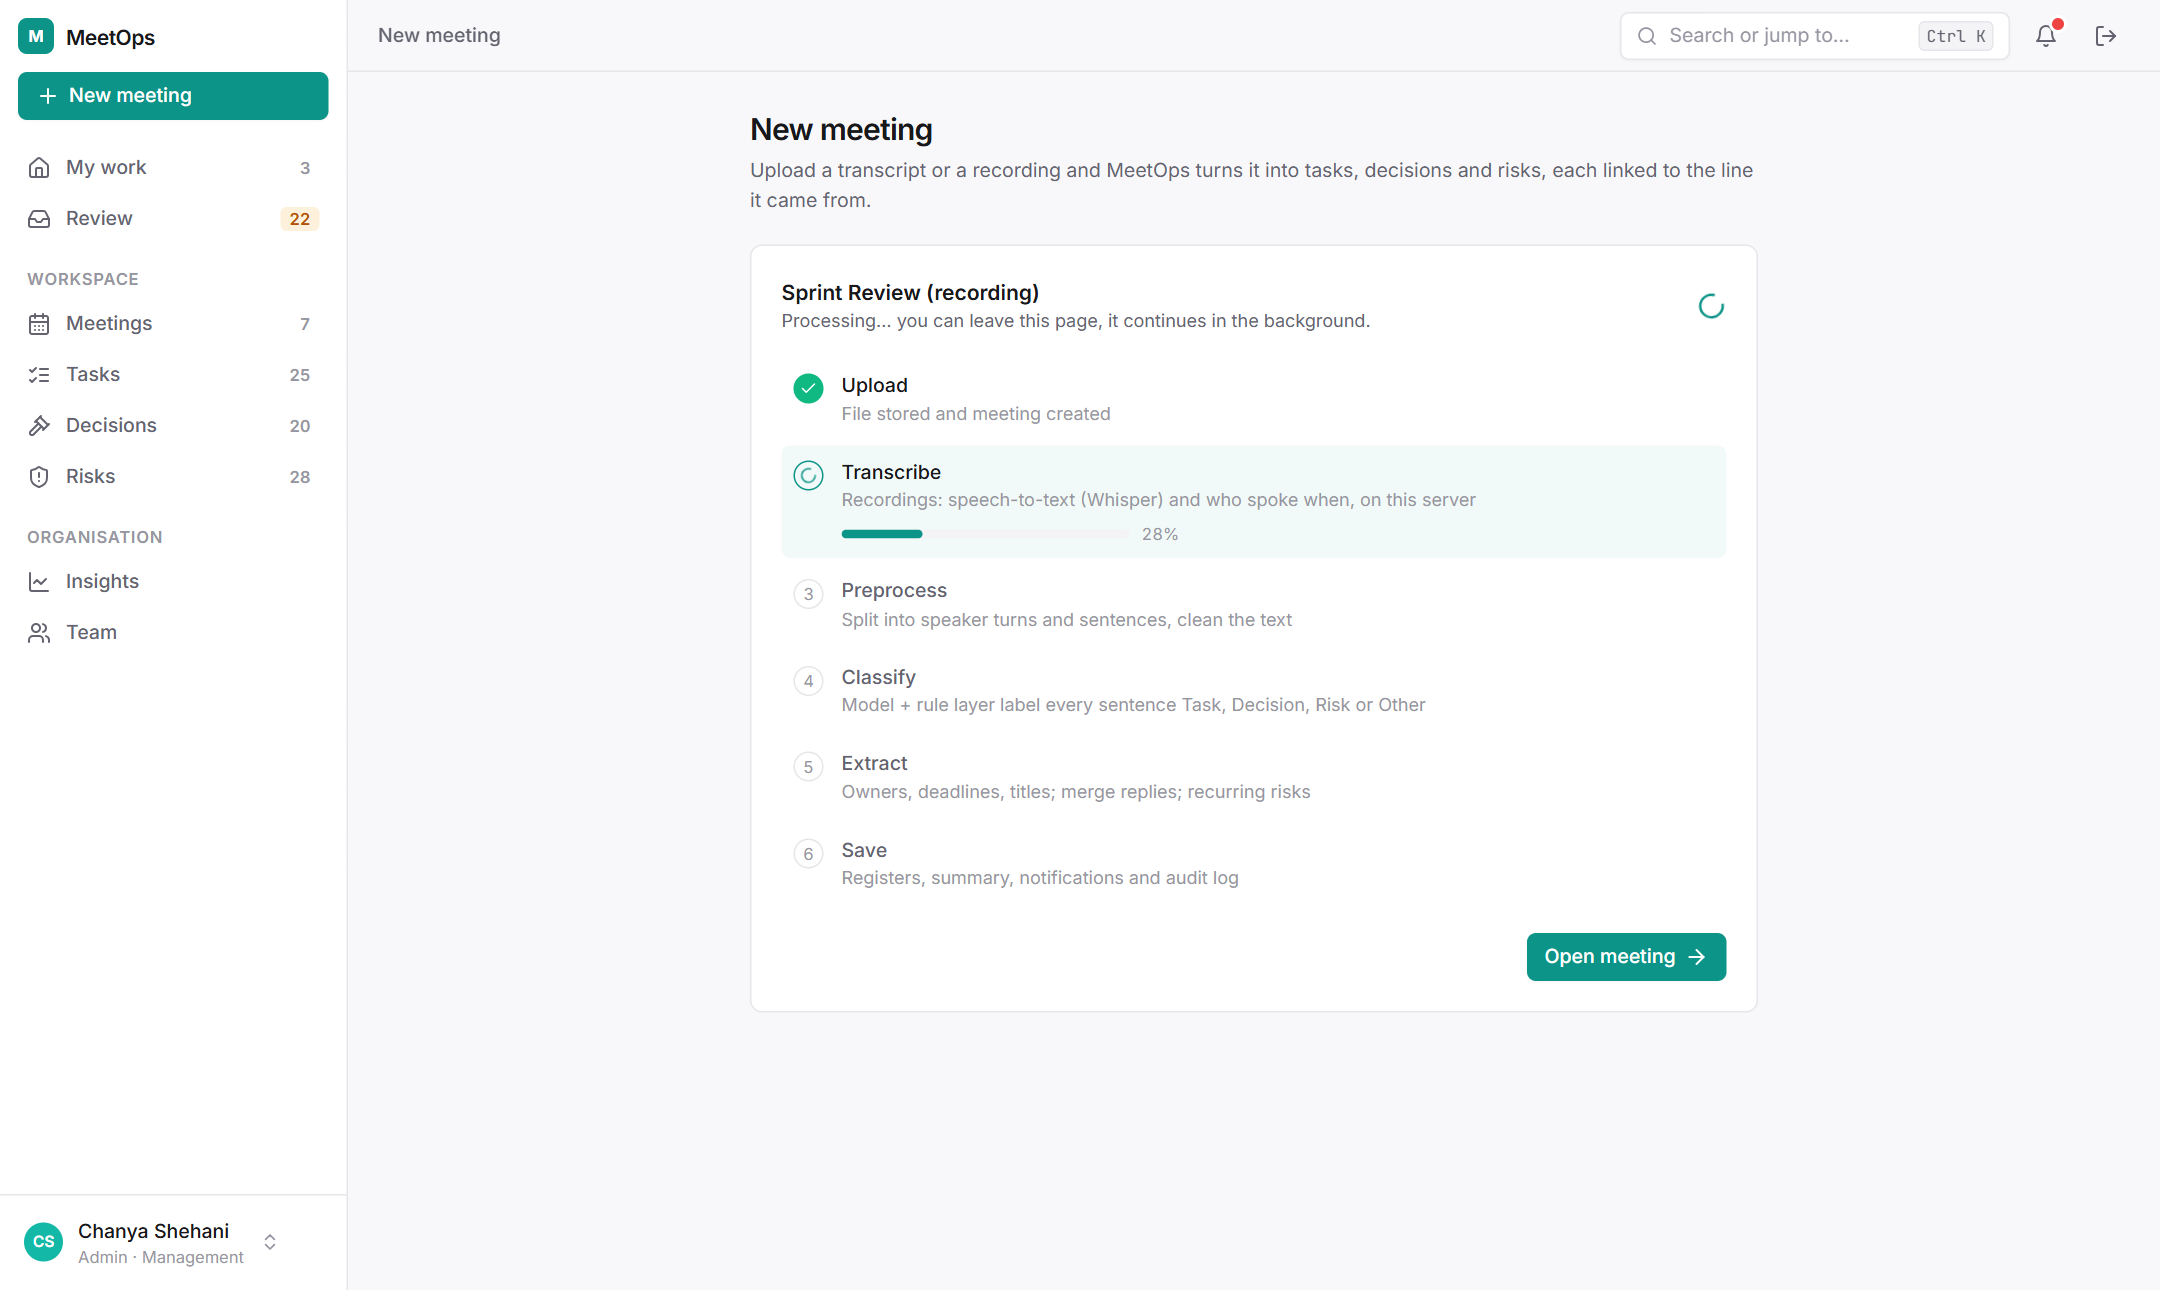 M MeetOps
New meeting
My work 3
Review 22
WORKSPACE
Meetings 7
Tasks 25
Decisions 20
Risks 28
ORGANISATION
Insights
Team
CS Chanya Shehani
Admin · Management
New meeting
Search or jump to... Ctrl K
New meeting
Upload a transcript or a recording and MeetOps turns it into tasks, decisions and risks, each linked to the line
it came from.
Sprint Review (recording)
Processing... you can leave this page, it continues in the background.
Upload
File stored and meeting created
Transcribe
Recordings: speech-to-text (Whisper) and who spoke when, on this server
28%
3 Preprocess
Split into speaker turns and sentences, clean the text
4 Classify
Model + rule layer label every sentence Task, Decision, Risk or Other
5 Extract
Owners, deadlines, titles; merge replies; recurring risks
6 Save
Registers, summary, notifications and audit log
Open meeting